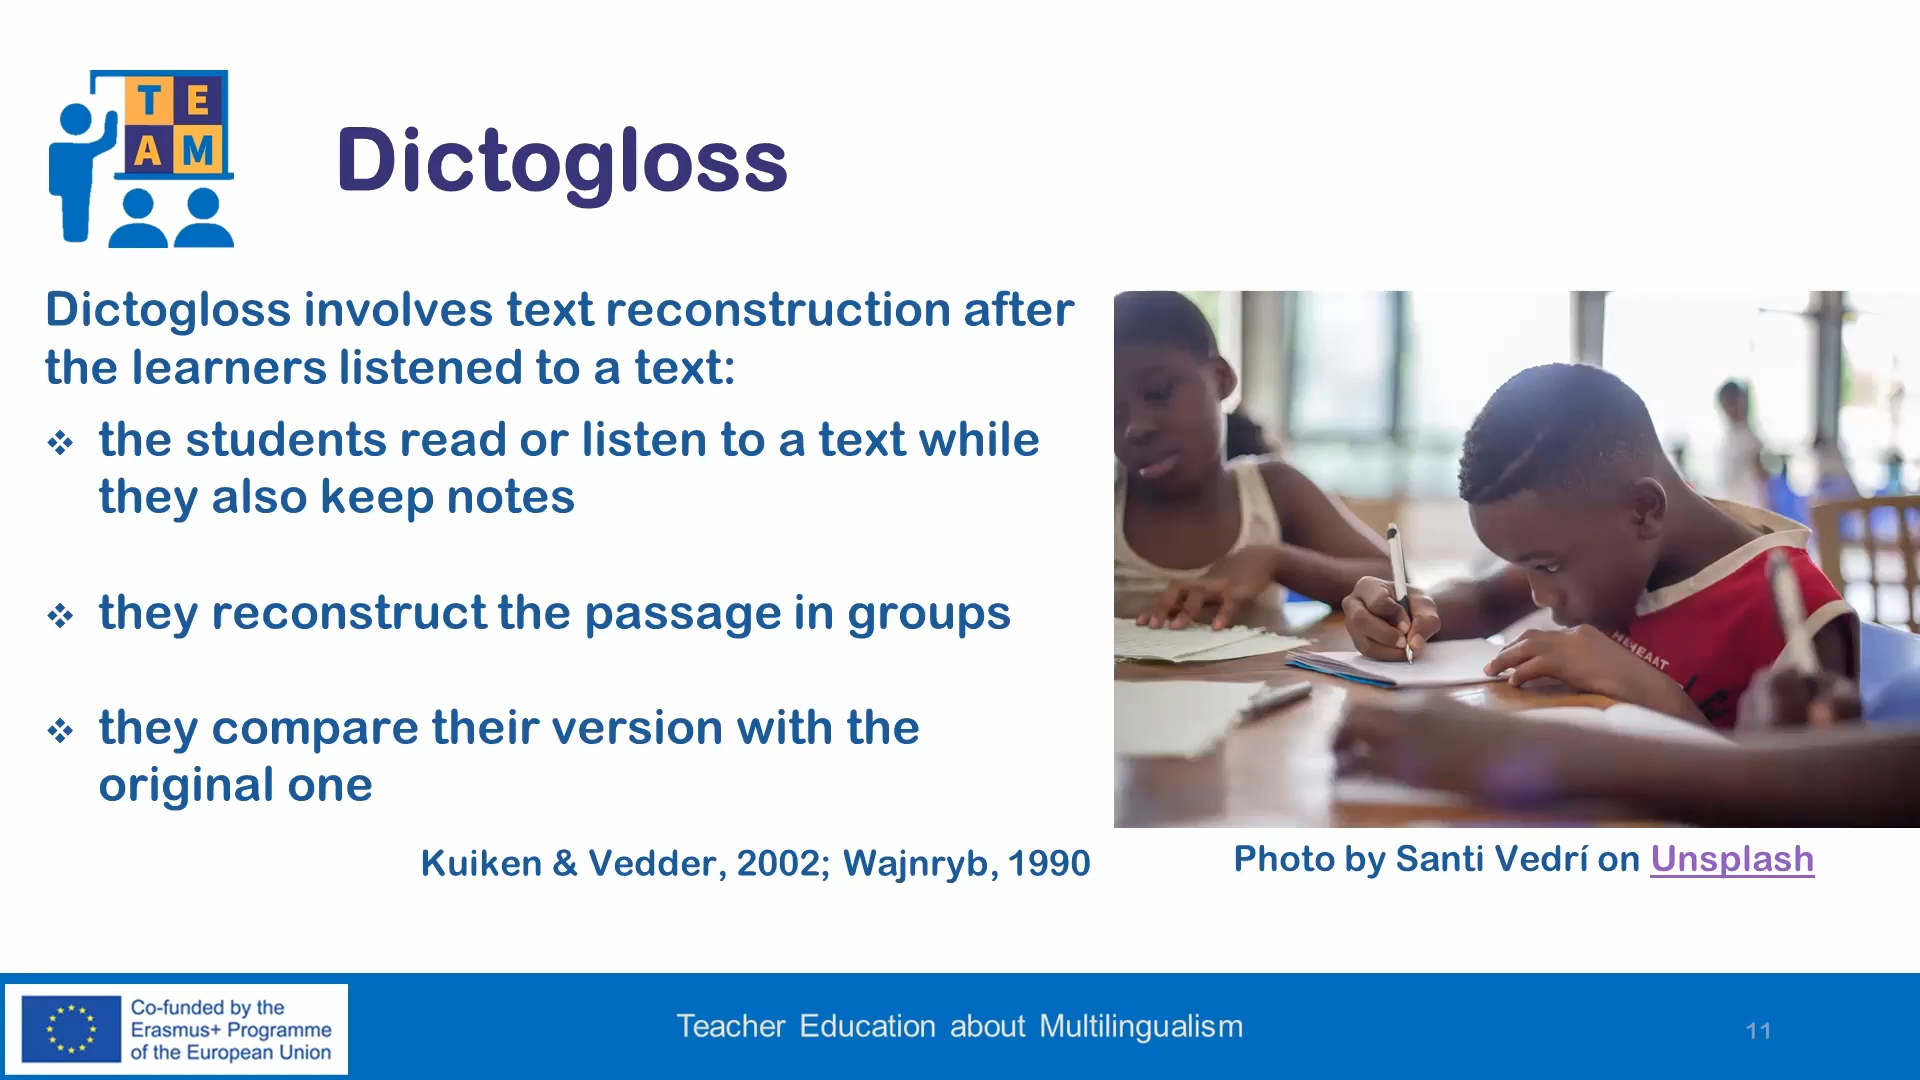 T E
A M
Dictogloss
Dictogloss involves text reconstruction after
the learners listened to a text:
❖ the students read or listen to a text while
they also keep notes
❖ they reconstruct the passage in groups
❖ they compare their version with the
original one
Kuiken & Vedder, 2002; Wajnryb, 1990
Photo by Santi Vedrí on Unsplash
Co-funded by the
Erasmus+ Programme
of the European Union
Teacher Education about Multilingualism
11